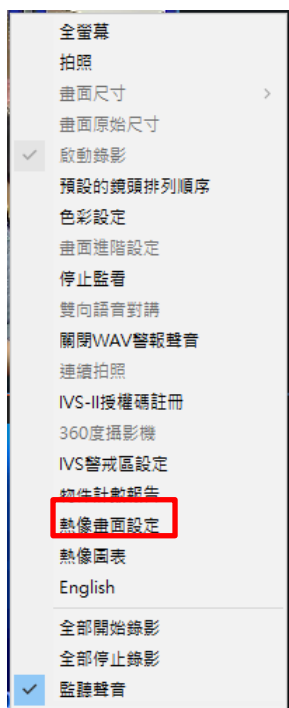 全螢幕
拍照
畫面尺寸
畫面原始尺寸
啟動錄影
預設的鏡頭排列順序
色彩設定
畫面進階設定
停止監看
雙向語音對講
關閉WAV警報聲音
連續拍照
IVS-II授權碼註冊
360度攝影機
IVS警戒區設定
物件計數報告
熱像畫面設定
熱像圖表
English
全部開始錄影
全部停止錄影
監聽聲音